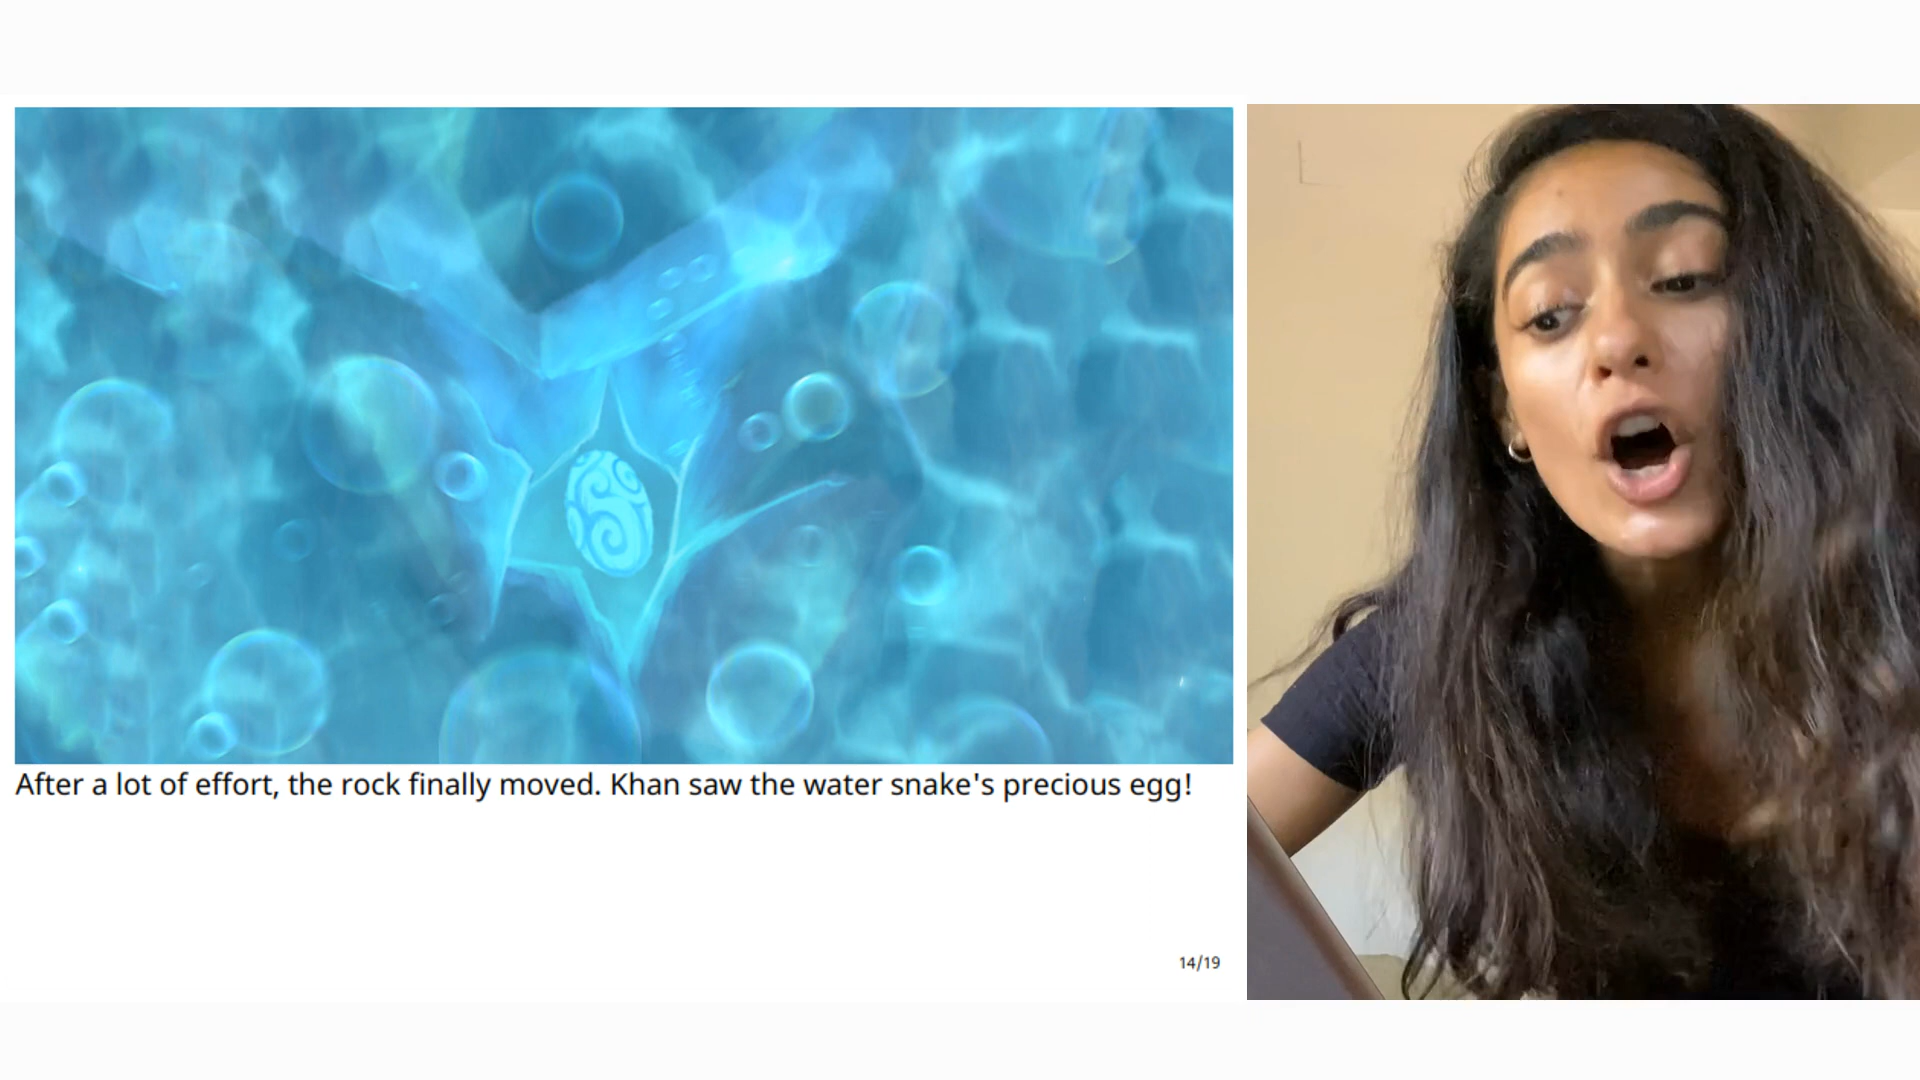 After a lot of effort, the rock finally moved. Khan saw the water snake's precious egg!
14/19